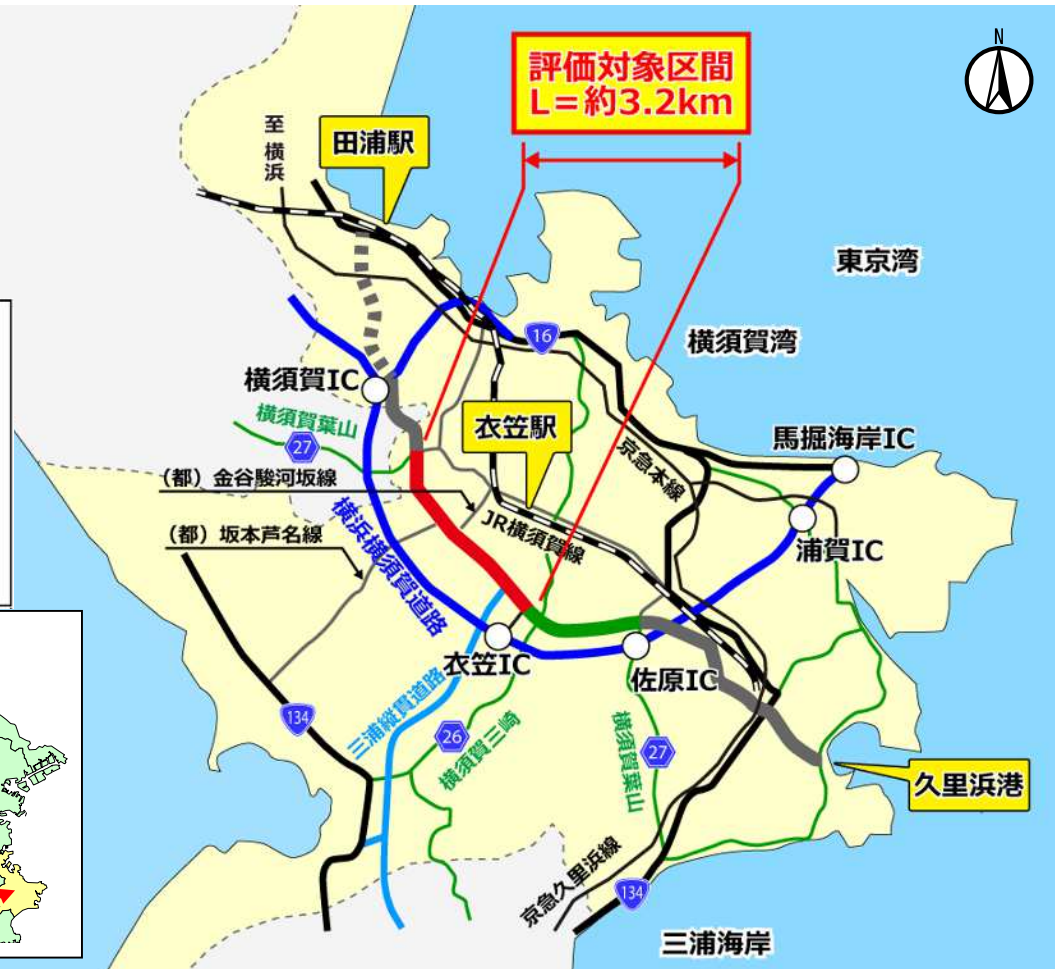 N
評価対象区間
L=約3.2km
至 横浜
田浦駅
東京湾
16
横須賀湾
横須賀IC
横須賀葉山
27
衣笠駅
馬掘海岸IC
京急本線
(都)金谷駿河坂線
JR横須賀線
(都)坂本芦名線
横浜横須賀道路
浦賀IC
衣笠IC
佐原IC
134
三浦縦貫道路
26
横須賀三崎
横須賀葉山
27
久里浜港
京急久里浜線
134
三浦海岸